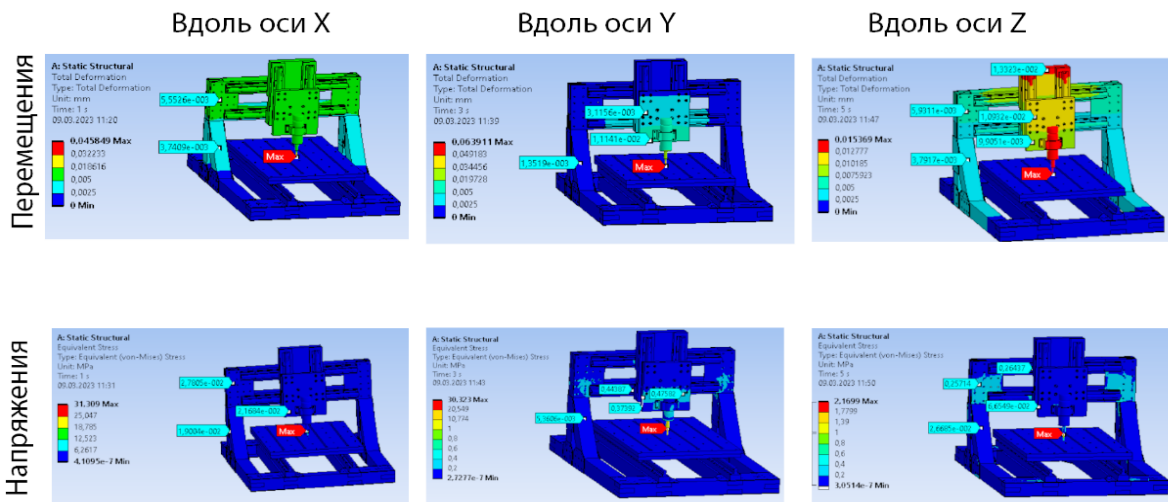 Вдоль оси X
Вдоль оси Y
Вдоль оси Z
Перемещения
A: Static Structural
Total Deformation
Type: Total Deformation
Unit: mm
Time: 1 s
09.03.2023 11:20
0,045849 Max
0,032233
0,018616
0,005
0,0025
0 Min
5,5526e-003
3,7409e-003
Max
A: Static Structural
Total Deformation
Type: Total Deformation
Unit: mm
Time: 3 s
09.03.2023 11:39
0,063911 Max
0,049183
0,034456
0,019728
0,005
0,0025
0 Min
3,1156e-003
1,1141e-002
1,3519e-003
Max
A: Static Structural
Total Deformation
Type: Total Deformation
Unit: mm
Time: 5 s
09.03.2023 11:47
0,015369 Max
0,012777
0,010185
0,0075923
0,005
0,0025
0 Min
1,3323e-002
5,9311e-003
1,0932e-002
9,9051e-003
3,7917e-003
Max
Напряжения
A: Static Structural
Equivalent Stress
Type: Equivalent (von-Mises) Stress
Unit: MPa
Time: 1 s
09.03.2023 11:31
31,309 Max
25,047
18,785
12,523
6,2617
4,1095e-7 Min
2,7805e-002
2,1684e-002
1,9004e-002
Max
A: Static Structural
Equivalent Stress
Type: Equivalent (von-Mises) Stress
Unit: MPa
Time: 3 s
09.03.2023 11:43
30,323 Max
20,549
10,774
1
0,8
0,6
0,4
0,2
2,7277e-7 Min
0,44387
0,47592
0,37392
Max
A: Static Structural
Equivalent Stress
Type: Equivalent (von-Mises) Stress
Unit: MPa
Time: 5 s
09.03.2023 11:50
2,1699 Max
1,7799
1,39
1
0,8
0,6
0,4
0,2
3,0514e-7 Min
0,26437
0,25714
6,6549e-002
2,6685e-002
Max